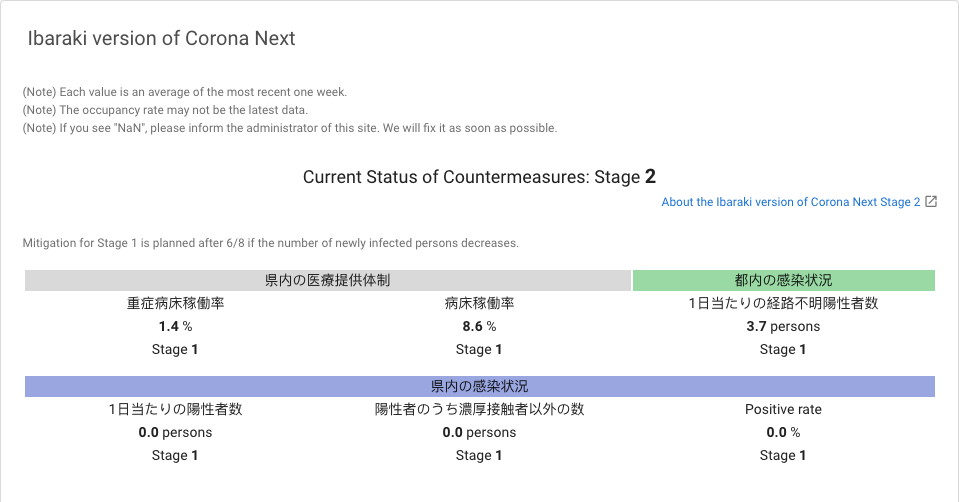 Ibaraki version of Corona Next
(Note) Each value is an average of the most recent one week.
(Note) The occupancy rate may not be the latest data.
(Note) If you see "NaN", please inform the administrator of this site. We will fix it as soon as possible.
Current Status of Countermeasures: Stage 2
About the Ibaraki version of Corona Next Stage 2
Mitigation for Stage 1 is planned after 6/8 if the number of newly infected persons decreases.
県内の医療提供体制 都内の感染状況
重症病床稼働率 病床稼働率 1日当たりの経路不明陽性者数
1.4 % 8.6 % 3.7 persons
Stage 1 Stage 1 Stage 1
県内の感染状況
1日当たりの陽性者数 陽性者のうち濃厚接触者以外の数 Positive rate
0.0 persons 0.0 persons 0.0 %
Stage 1 Stage 1 Stage 1